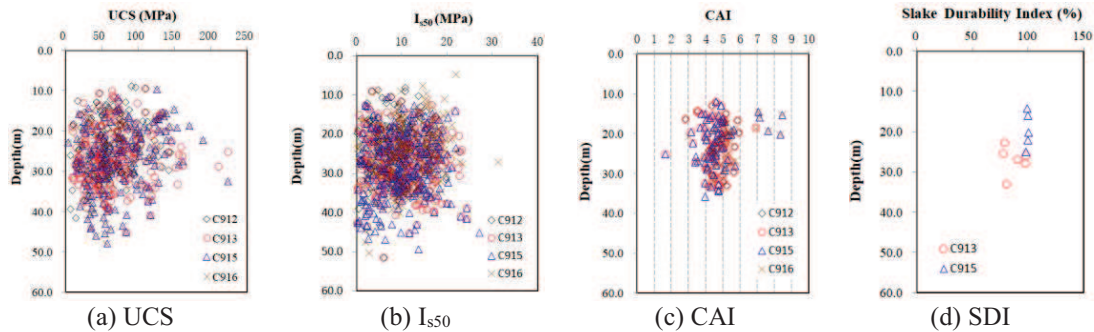 UCS (MPa)
0 50 100 150 200 250
0.0
10.0
20.0
30.0
40.0
50.0
60.0
Depth(m)
C912
C913
C915
C916
(a) UCS
Is50 (MPa)
0 10 20 30 40
0.0
10.0
20.0
30.0
40.0
50.0
60.0
Depth(m)
C912
C913
C915
C916
(b) Is50
CAI
0 1 2 3 4 5 6 7 8 9 10
0.0
10.0
20.0
30.0
40.0
50.0
60.0
Depth(m)
C912
C913
C915
C916
(c) CAI
Slake Durability Index (%)
0 50 100 150
0.0
10.0
20.0
30.0
40.0
50.0
60.0
Depth(m)
C913
C915
(d) SDI